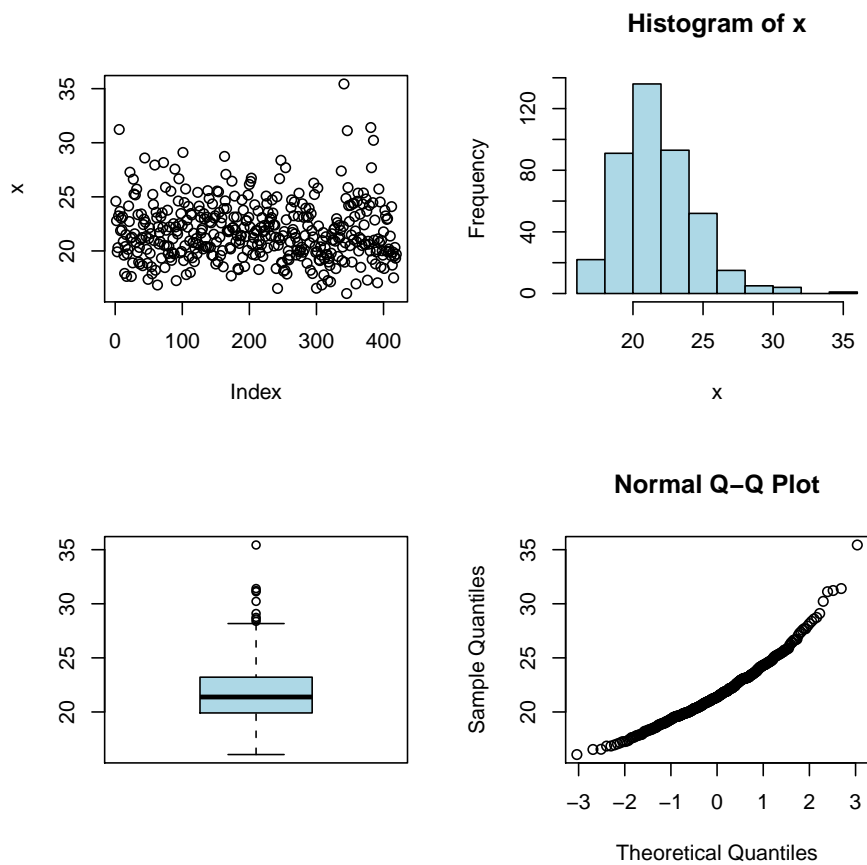 x
35
30
25
20
0 100 200 300 400
Index
Histogram of x
Frequency
120
80
40
0
20 25 30 35
x
35
30
25
20
Normal Q−Q Plot
Sample Quantiles
35
30
25
20
−3 −2 −1 0 1 2 3
Theoretical Quantiles